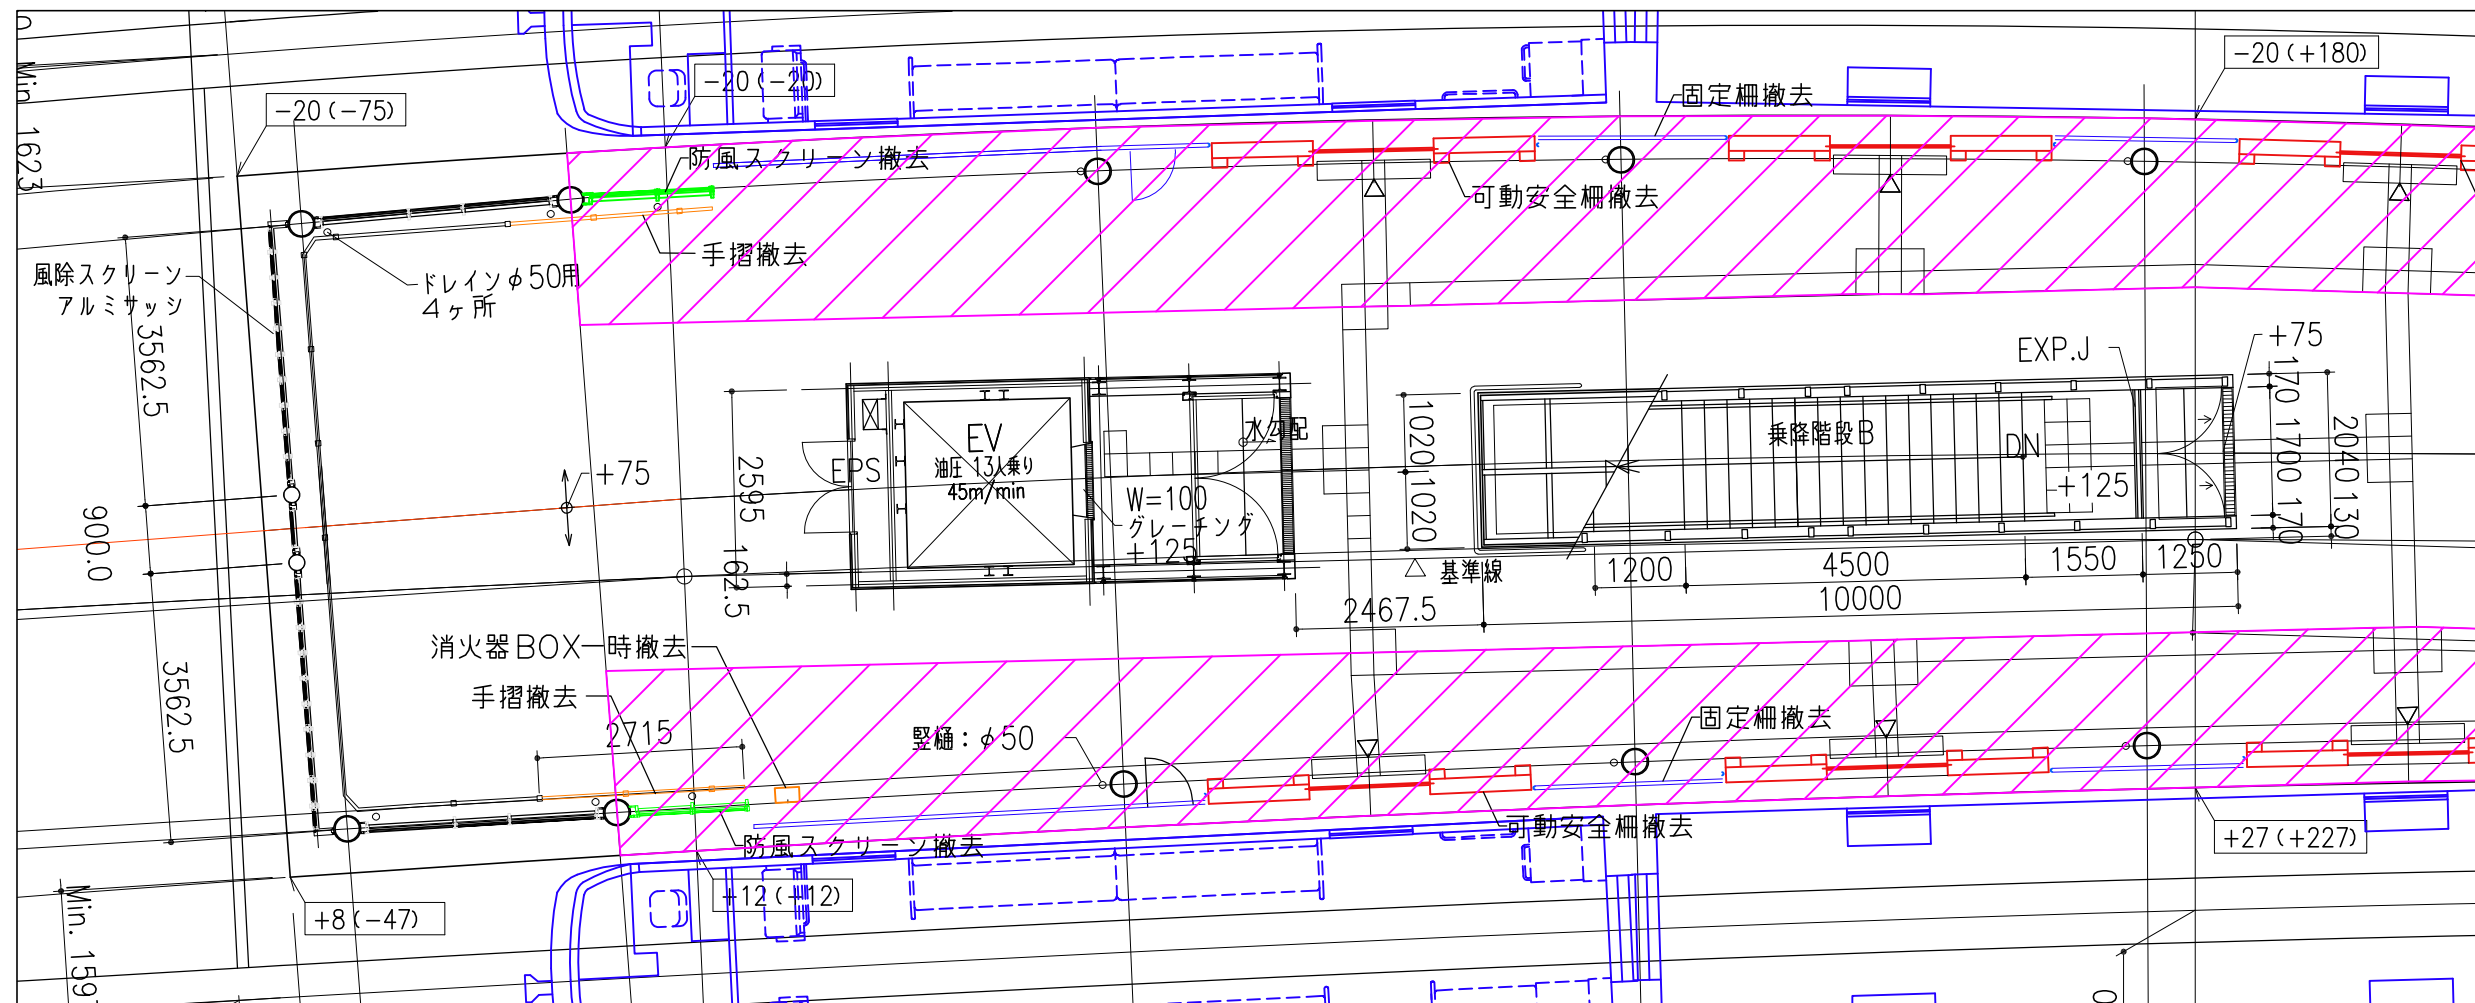 -20(-75)
-20(-20)
-20(+180)
固定柵撤去
防風スクリーン撤去
可動安全柵撤去
手摺撤去
ドレインφ50用
4ヶ所
風除スクリーン
アルミサッシ
Min. 1623
3562.5
900.0
3562.5
+75
EPS
EV
油圧 13人乗り
45m/min
2595
162.5
W=100
グレーチング
+125
水勾配
1020
1020
基準線
乗降階段B
DN
EXP.J
+75
+125
170
1700
170
2040
130
1200
4500
1550
1250
10000
2467.5
消火器BOX一時撤去
手摺撤去
2715
竪樋：φ50
固定柵撤去
可動安全柵撤去
防風スクリーン撤去
+27(+227)
+12(+12)
+8(-47)
Min. 159
0